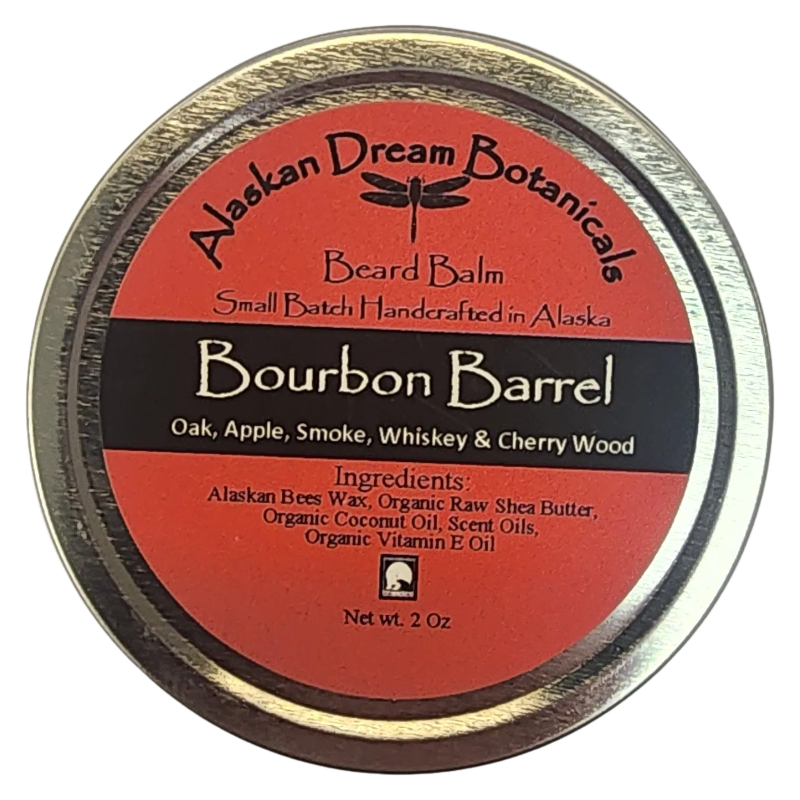 Alaskan Dream Botanicals
Beard Balm
Small Batch Handcrafted in Alaska
Bourbon Barrel
Oak, Apple, Smoke, Whiskey & Cherry Wood
Ingredients:
Alaskan Bees Wax, Organic Raw Shea Butter,
Organic Coconut Oil, Scent Oils,
Organic Vitamin E Oil
Net wt. 2 Oz